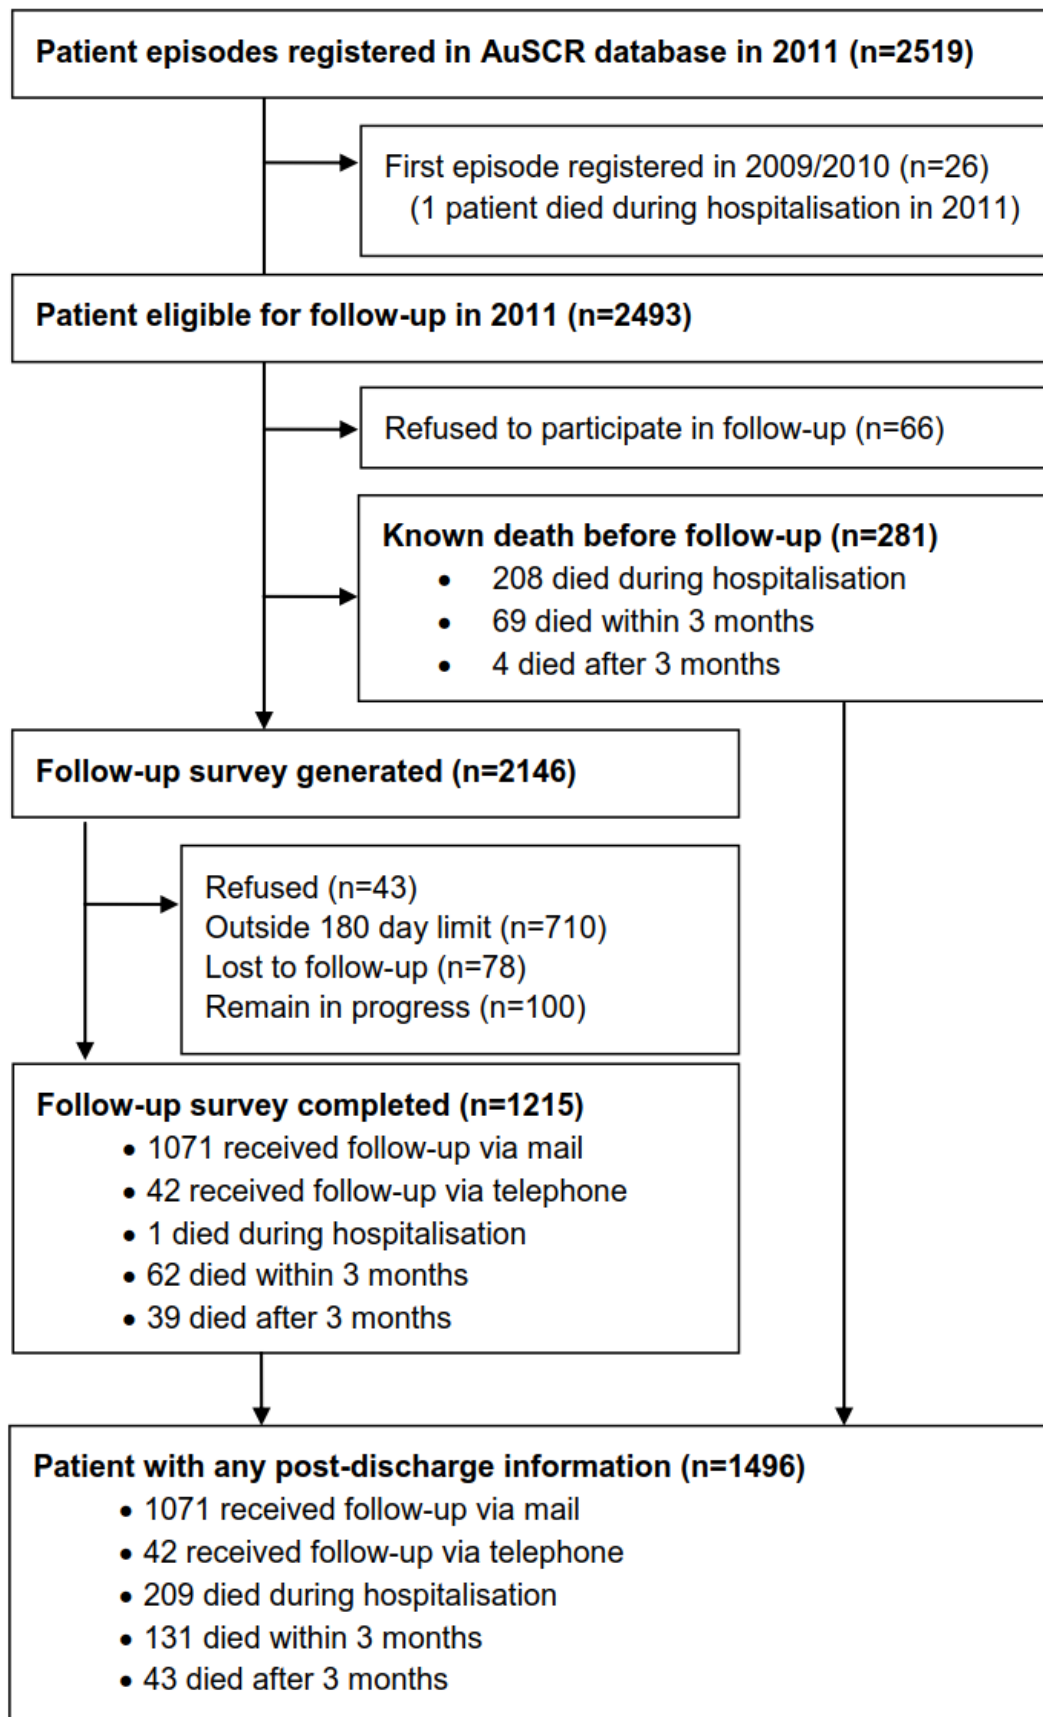 Patient episodes registered in AuSCR database in 2011 (n=2519)
First episode registered in 2009/2010 (n=26)
(1 patient died during hospitalisation in 2011)
Patient eligible for follow-up in 2011 (n=2493)
Refused to participate in follow-up (n=66)
Known death before follow-up (n=281)
• 208 died during hospitalisation
• 69 died within 3 months
• 4 died after 3 months
Follow-up survey generated (n=2146)
Refused (n=43)
Outside 180 day limit (n=710)
Lost to follow-up (n=78)
Remain in progress (n=100)
Follow-up survey completed (n=1215)
• 1071 received follow-up via mail
• 42 received follow-up via telephone
• 1 died during hospitalisation
• 62 died within 3 months
• 39 died after 3 months
Patient with any post-discharge information (n=1496)
• 1071 received follow-up via mail
• 42 received follow-up via telephone
• 209 died during hospitalisation
• 131 died within 3 months
• 43 died after 3 months